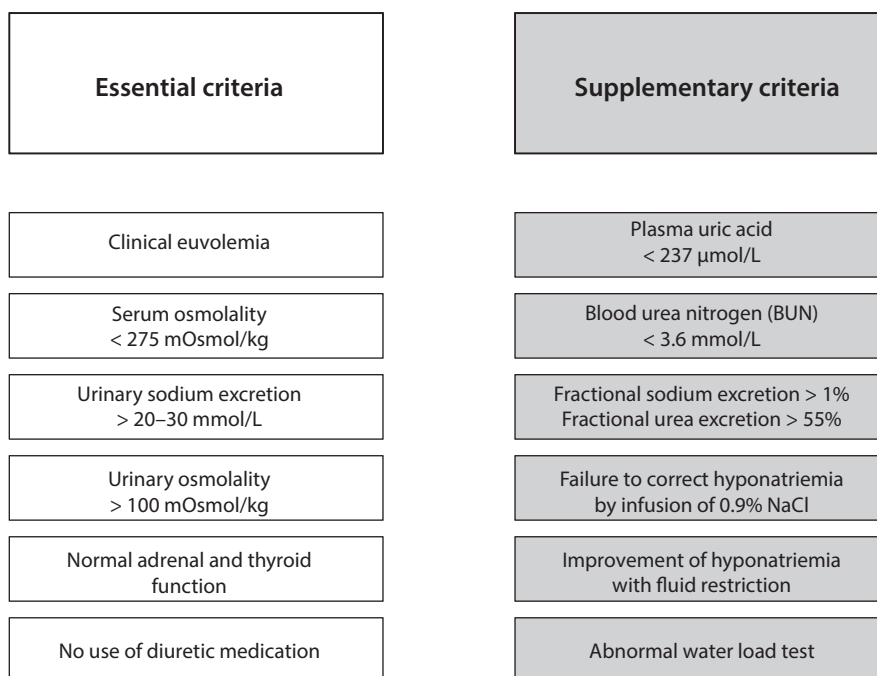 Essential criteria
Clinical euvolemia
Serum osmolality
< 275 mOsmol/kg
Urinary sodium excretion
> 20–30 mmol/L
Urinary osmolality
> 100 mOsmol/kg
Normal adrenal and thyroid
function
No use of diuretic medication
Supplementary criteria
Plasma uric acid
< 237 μmol/L
Blood urea nitrogen (BUN)
< 3.6 mmol/L
Fractional sodium excretion > 1%
Fractional urea excretion > 55%
Failure to correct hyponatriemia
by infusion of 0.9% NaCl
Improvement of hyponatriemia
with fluid restriction
Abnormal water load test